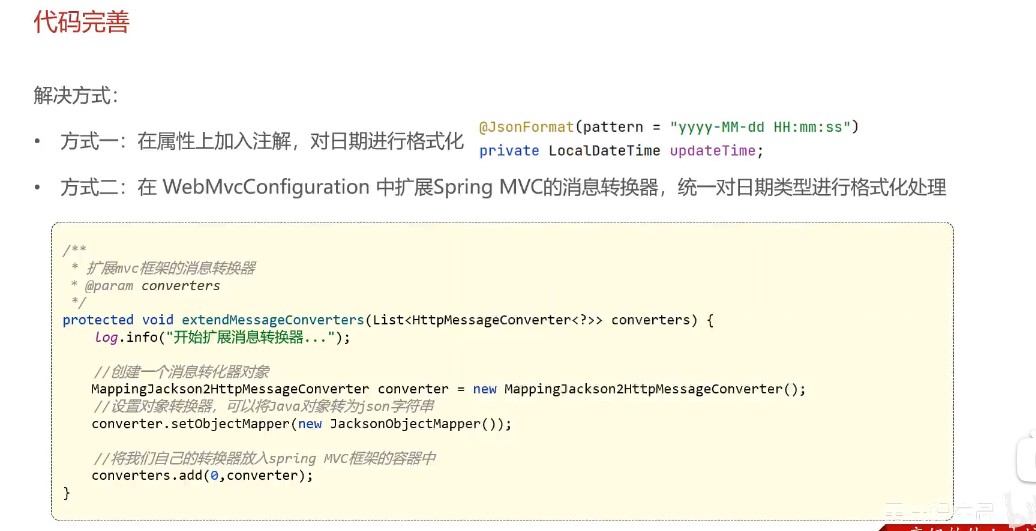 代码完善
解决方式：
• 方式一：在属性上加入注解，对日期进行格式化
@JsonFormat(pattern = "yyyy-MM-dd HH:mm:ss")
private LocalDateTime updateTime;
• 方式二：在 WebMvcConfiguration 中扩展Spring MVC的消息转换器，统一对日期类型进行格式化处理
/**
 * 扩展mvc框架的消息转换器
 * @param converters
 */
protected void extendMessageConverters(List<HttpMessageConverter<?>> converters) {
    log.info("开始扩展消息转换器...");
    //创建一个消息转化器对象
    MappingJackson2HttpMessageConverter converter = new MappingJackson2HttpMessageConverter();
    //设置对象转换器，可以将Java对象转为json字符串
    converter.setObjectMapper(new JacksonObjectMapper());
    //将我们自己的转换器放入spring MVC框架的容器中
    converters.add(0,converter);
}